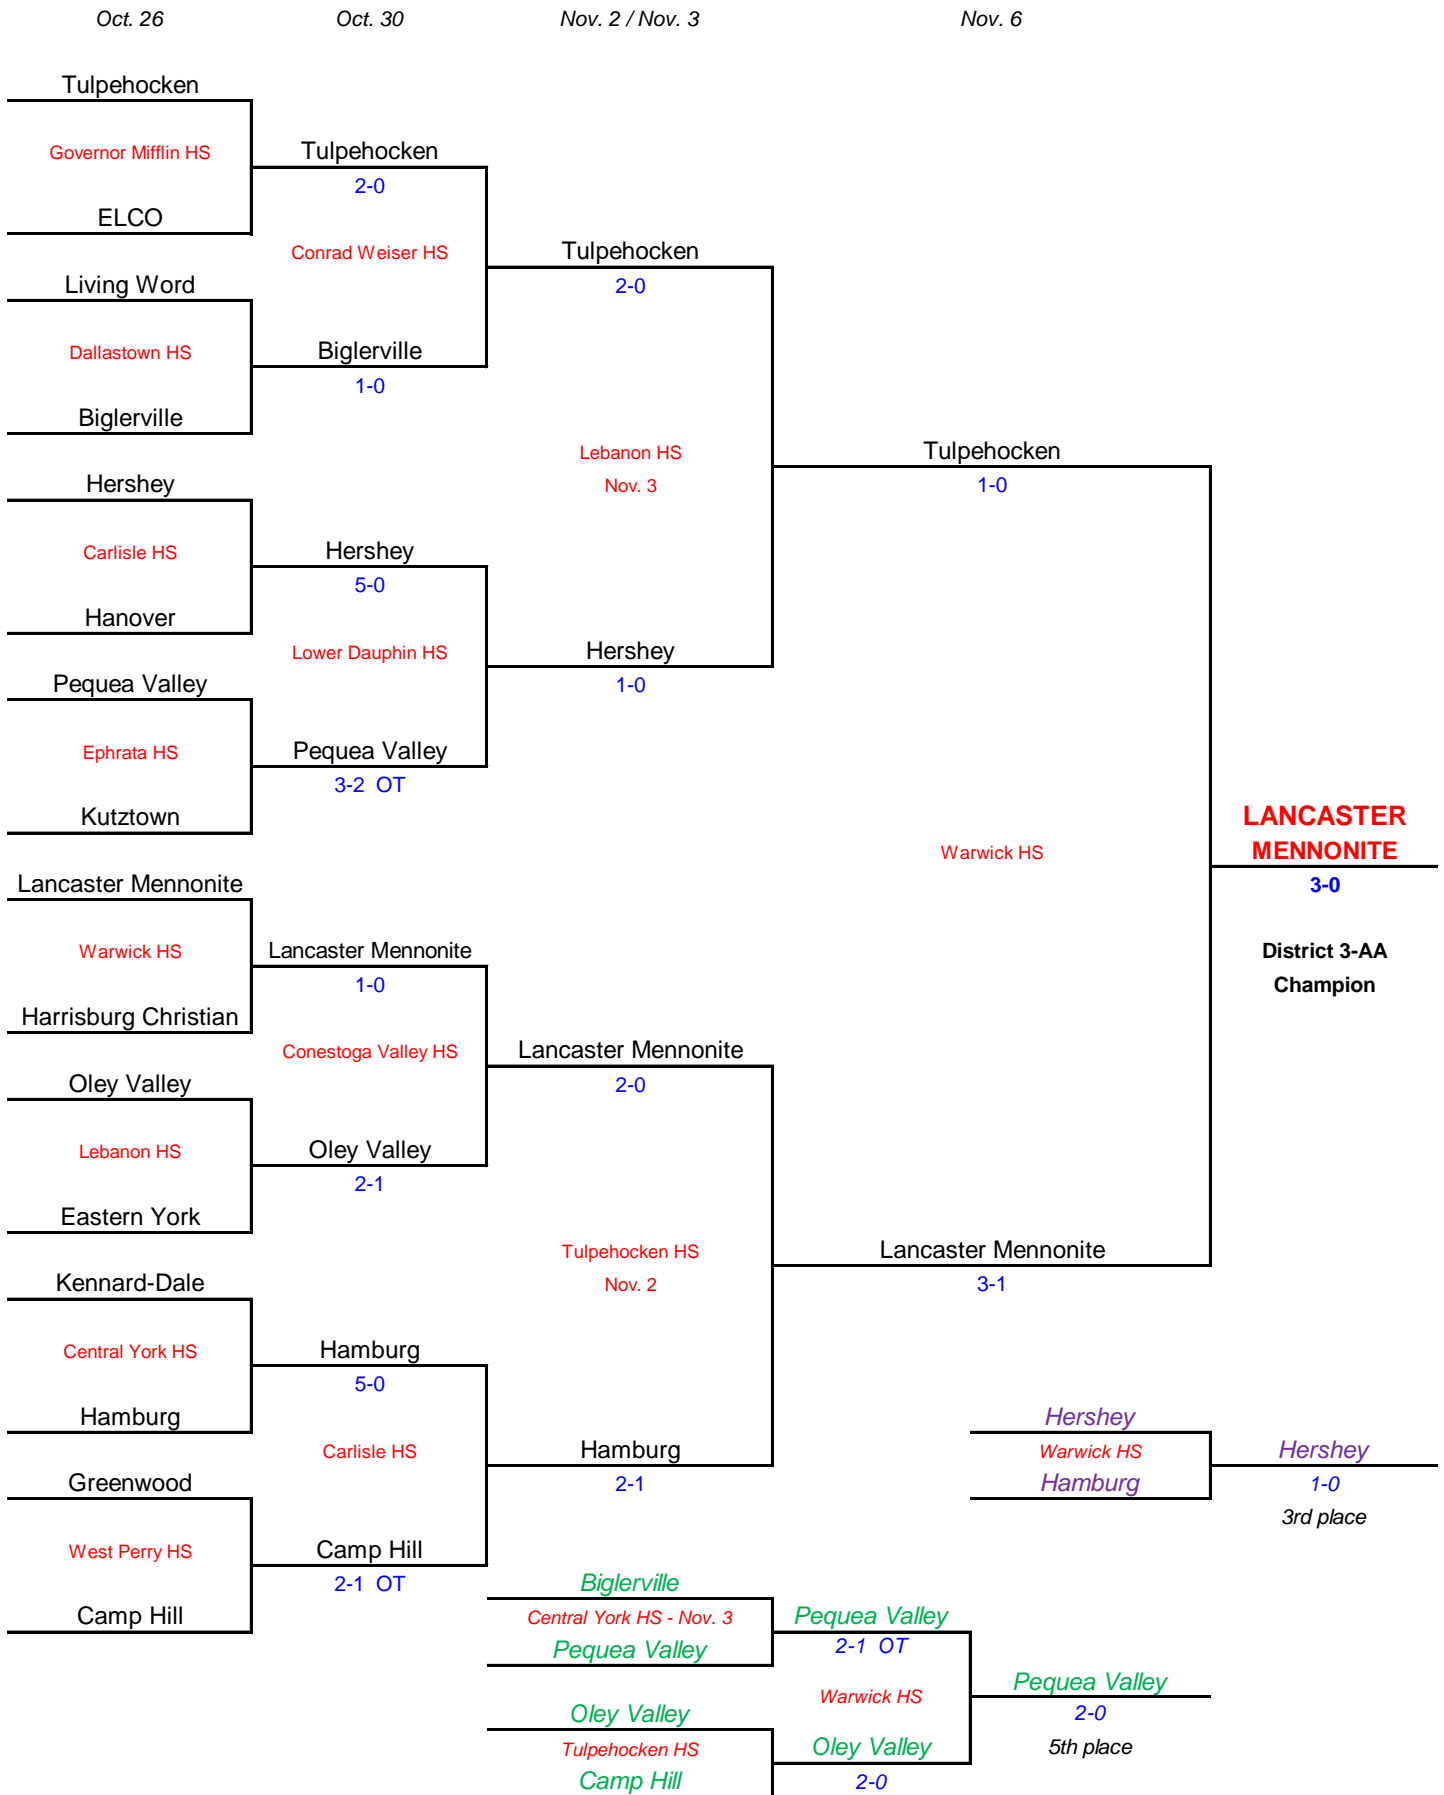 Oct. 26 Oct. 30 Nov. 2 / Nov. 3 Nov. 6
Tulpehocken
Governor Mifflin HS Tulpehocken
2-0
ELCO
Conrad Weiser HS Tulpehocken
Living Word 2-0
Dallastown HS Biglerville
1-0
Biglerville
Lebanon HS Tulpehocken
Hershey Nov. 3 1-0
Carlisle HS Hershey
5-0
Hanover
Lower Dauphin HS Hershey
Pequea Valley 1-0
Ephrata HS Pequea Valley
3-2 OT
Kutztown LANCASTER
Warwick HS MENNONITE
Lancaster Mennonite 3-0
Warwick HS Lancaster Mennonite District 3-AA
1-0 Champion
Harrisburg Christian
Conestoga Valley HS Lancaster Mennonite
Oley Valley 2-0
Lebanon HS Oley Valley
2-1
Eastern York
Tulpehocken HS Lancaster Mennonite
Kennard-Dale Nov. 2 3-1
Central York HS Hamburg
5-0
Hamburg Hershey
Carlisle HS Hamburg Warwick HS Hershey
Greenwood 2-1 Hamburg 1-0
3rd place
West Perry HS Camp Hill
2-1 OT Biglerville
Camp Hill Central York HS - Nov. 3 Pequea Valley
Pequea Valley 2-1 OT
Warwick HS Pequea Valley
Oley Valley 2-0
Tulpehocken HS Oley Valley 5th place
Camp Hill 2-0